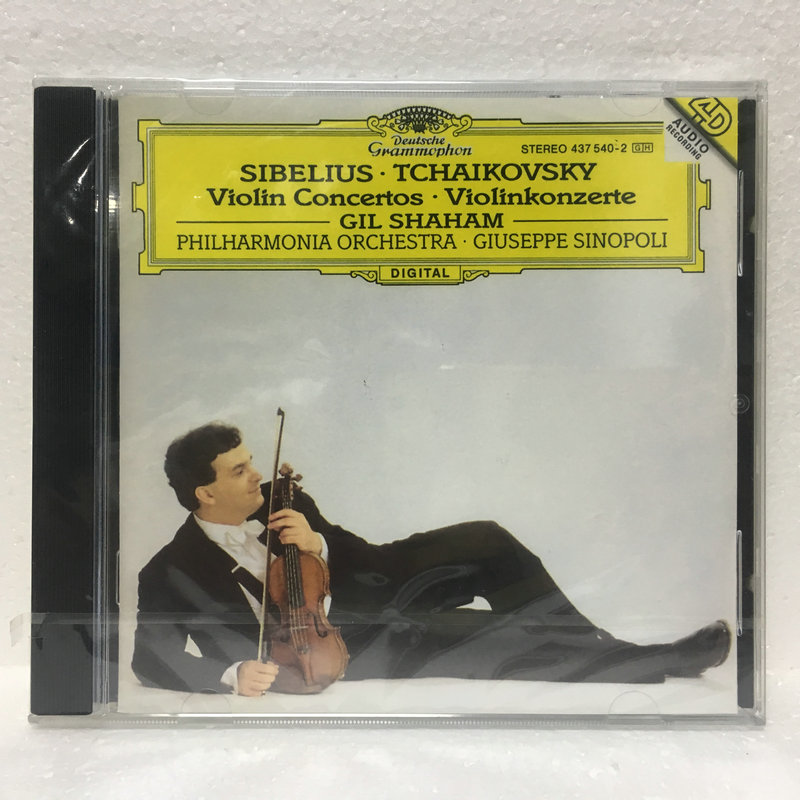 Deutsche
Grammophon
STEREO 437 540-2 GH
4D
AUDIO
RECORDING
SIBELIUS · TCHAIKOVSKY
Violin Concertos · Violinkonzerte
GIL SHAHAM
PHILHARMONIA ORCHESTRA · GIUSEPPE SINOPOLI
DIGITAL